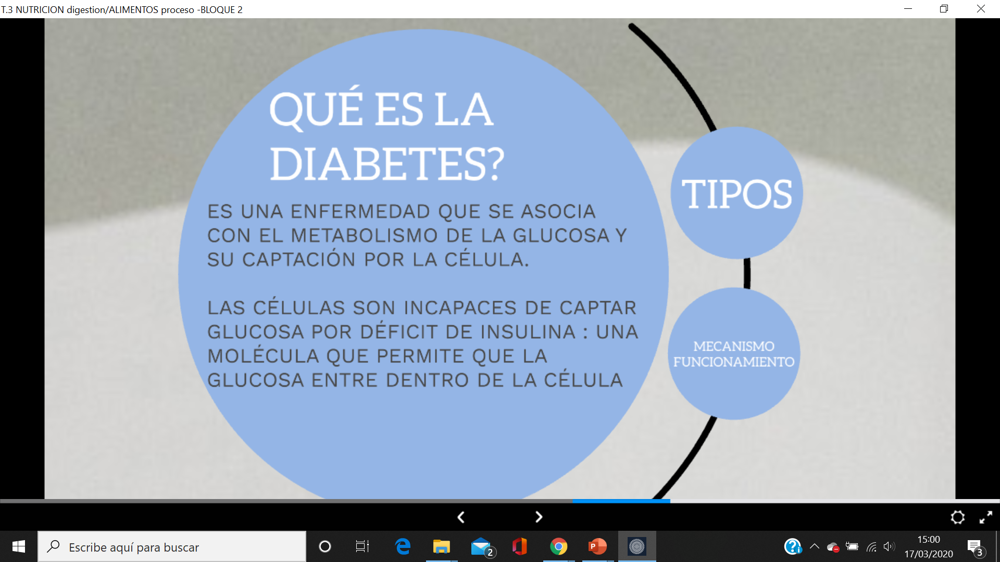 T.3 NUTRICION digestion/ALIMENTOS proceso -BLOQUE 2
QUÉ ES LA
DIABETES?
ES UNA ENFERMEDAD QUE SE ASOCIA
CON EL METABOLISMO DE LA GLUCOSA Y
SU CAPTACIÓN POR LA CÉLULA.
LAS CÉLULAS SON INCAPACES DE CAPTAR
GLUCOSA POR DÉFICIT DE INSULINA : UNA
MOLÉCULA QUE PERMITE QUE LA
GLUCOSA ENTRE DENTRO DE LA CÉLULA
TIPOS
MECANISMO
FUNCIONAMIENTO
Escribe aquí para buscar
2
P
15:00
17/03/2020
3